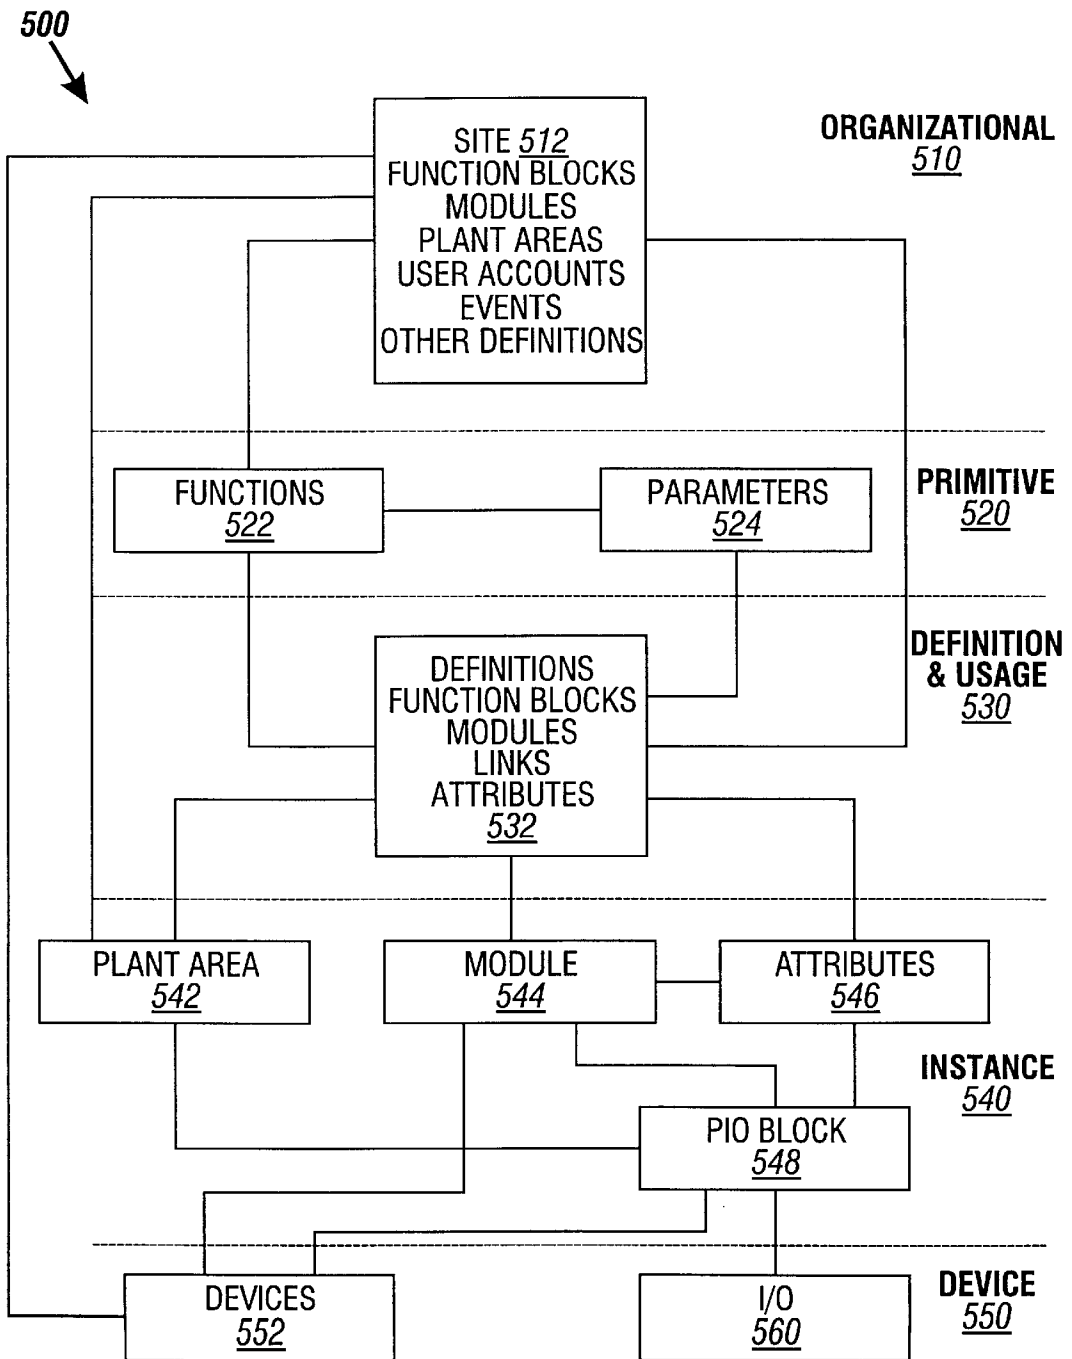 500
ORGANIZATIONAL
510
SITE 512
FUNCTION BLOCKS
MODULES
PLANT AREAS
USER ACCOUNTS
EVENTS
OTHER DEFINITIONS
FUNCTIONS
522
PARAMETERS
524
PRIMITIVE
520
DEFINITION
& USAGE
530
DEFINITIONS
FUNCTION BLOCKS
MODULES
LINKS
ATTRIBUTES
532
PLANT AREA
542
MODULE
544
ATTRIBUTES
546
INSTANCE
540
PIO BLOCK
548
DEVICES
552
I/O
560
DEVICE
550